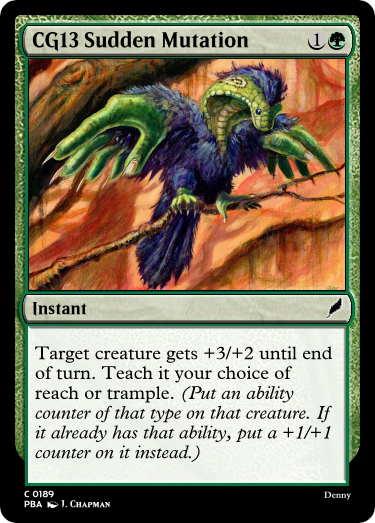 CG13 Sudden Mutation 1
Instant
Target creature gets +3/+2 until end
of turn. Teach it your choice of
reach or trample. (Put an ability
counter of that type on that creature. If
it already has that ability, put a +1/+1
counter on it instead.)
C 0189 Denny
PBA J. Chapman